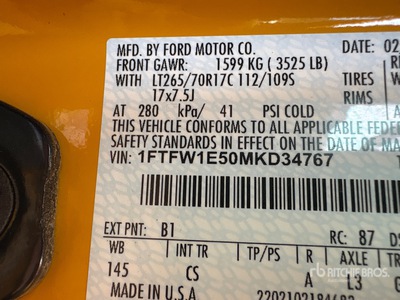 MFD. BY FORD MOTOR CO. DATE: 02
FRONT GAWR: 1599 KG ( 3525 LB)
WITH LT265/70R17C 112/109S TIRES
17x7.5J RIMS
AT 280 kPa/ 41 PSI COLD
THIS VEHICLE CONFORMS TO ALL APPLICABLE FEDER
SAFETY STANDARDS IN EFFECT ON THE DATE OF MA
VIN: 1FTFW1E50MKD34767
EXT PNT: B1 RC: 87
WB INT TR TP/PS R AXLE
145 CS A L3
MADE IN U.S.A.
RITCHIE BROS.